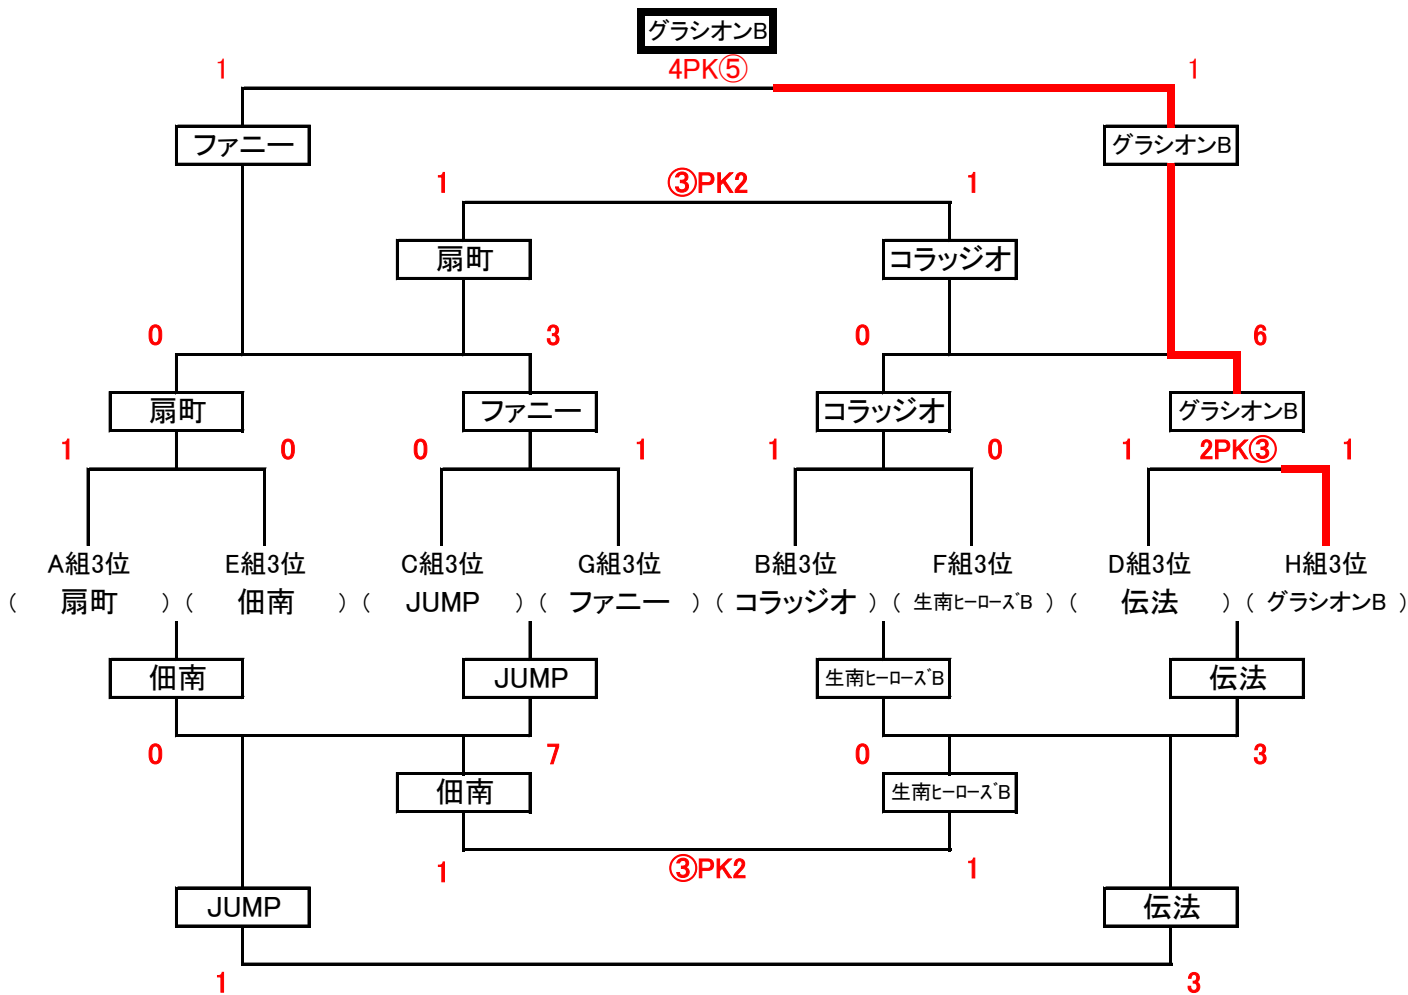 グラシオンB
1 4PK⑤ 1
ファニー グラシオンB
1 ③PK2 1
扇町 コラッジオ
0 3 0 6
扇町 ファニー コラッジオ グラシオンB
1 0 0 1 1 0 1 2PK③ 1
A組3位 E組3位 C組3位 G組3位 B組3位 F組3位 D組3位 H組3位
( 扇町 ) ( 佃南 ) ( JUMP ) ( ファニー ) ( コラッジオ ) ( 生南ヒーローズB ) ( 伝法 ) ( グラシオンB )
佃南 JUMP 生南ヒーローズB 伝法
0 7 0 3
佃南 生南ヒーローズB
1 ③PK2 1
JUMP 伝法
1 3